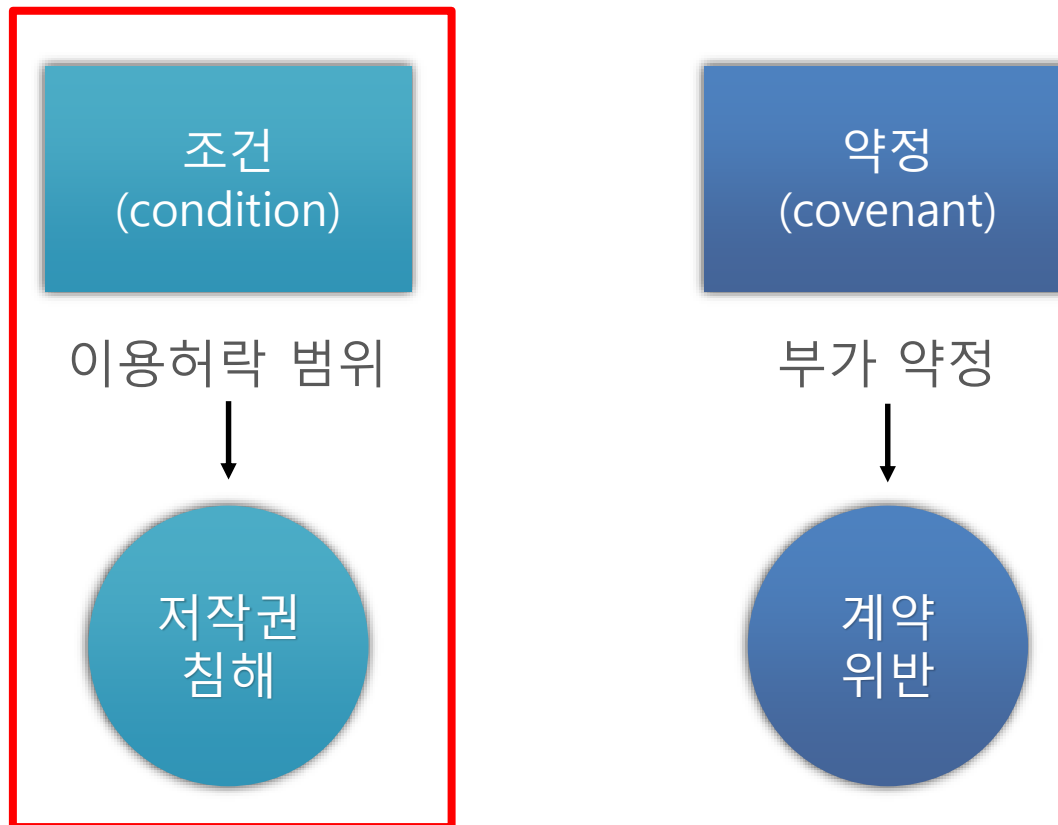 조건
(condition)
이용허락 범위
저작권
침해
약정
(covenant)
부가 약정
계약
위반